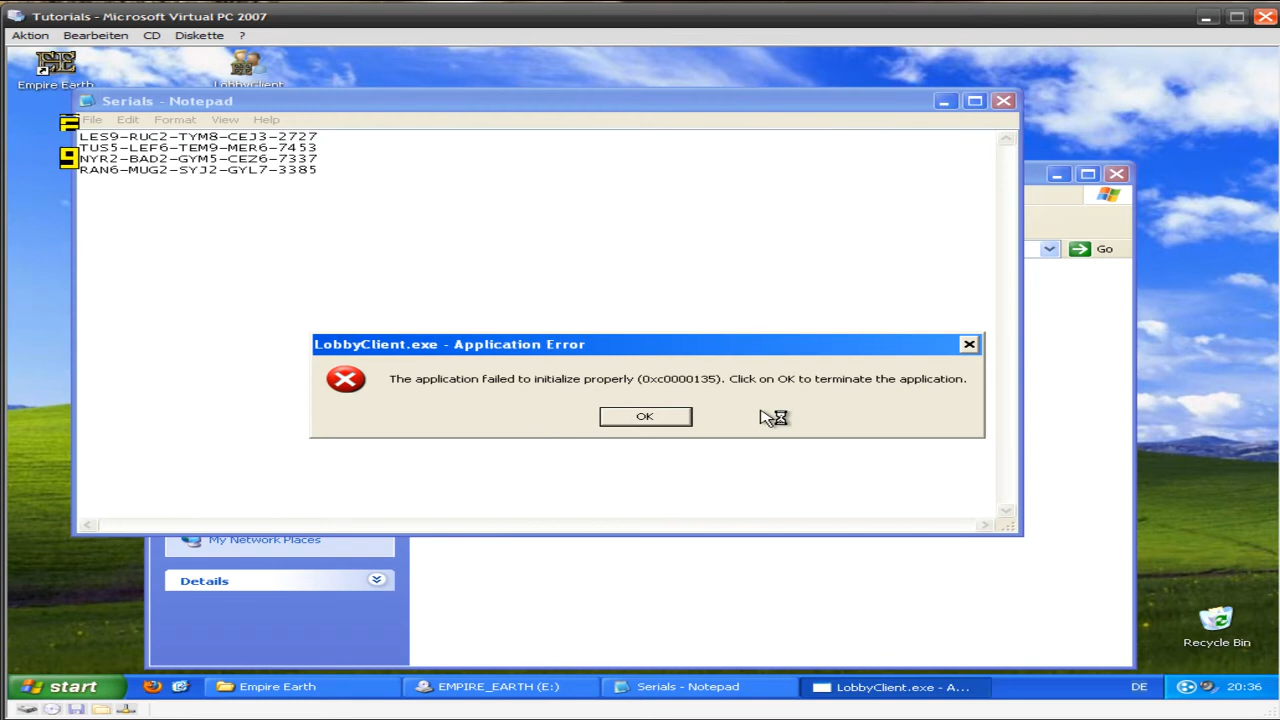 Tutorials - Microsoft Virtual PC 2007
Aktion Bearbeiten CD Diskette ?
Empire Earth
Lobbyclient
Serials - Notepad
File Edit Format View Help
LES9-RUC2-TYM8-CEJ3-2727
TUS5-LEF6-TEM9-MER6-7453
NYR2-BAD2-GYM5-CEZ6-7337
RAN6-MUG2-SYJ2-GYL7-3385
Go
LobbyClient.exe - Application Error
The application failed to initialize properly (0xc0000135). Click on OK to terminate the application.
OK
My Network Places
Details
Recycle Bin
start
Empire Earth
EMPIRE_EARTH (E:)
Serials - Notepad
LobbyClient.exe - A...
DE
20:36